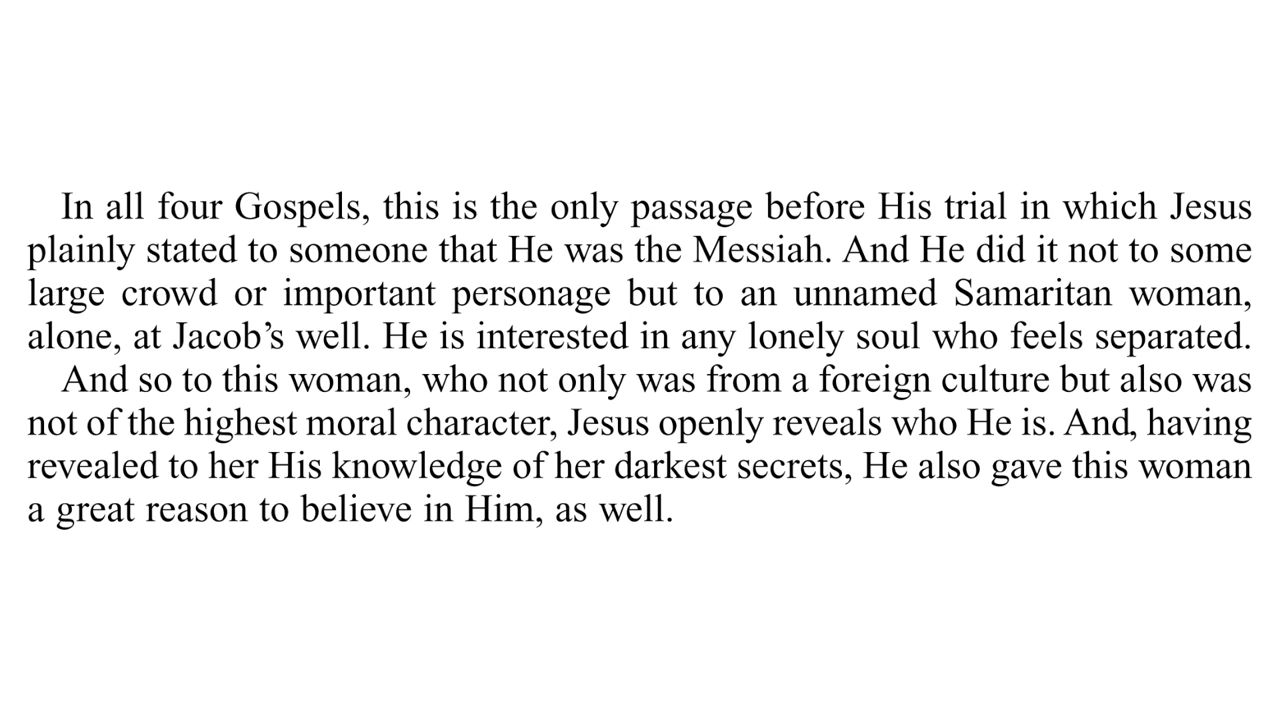 In all four Gospels, this is the only passage before His trial in which Jesus
plainly stated to someone that He was the Messiah. And He did it not to some
large crowd or important personage but to an unnamed Samaritan woman,
alone, at Jacob’s well. He is interested in any lonely soul who feels separated.
And so to this woman, who not only was from a foreign culture but also was
not of the highest moral character, Jesus openly reveals who He is. And, having
revealed to her His knowledge of her darkest secrets, He also gave this woman
a great reason to believe in Him, as well.